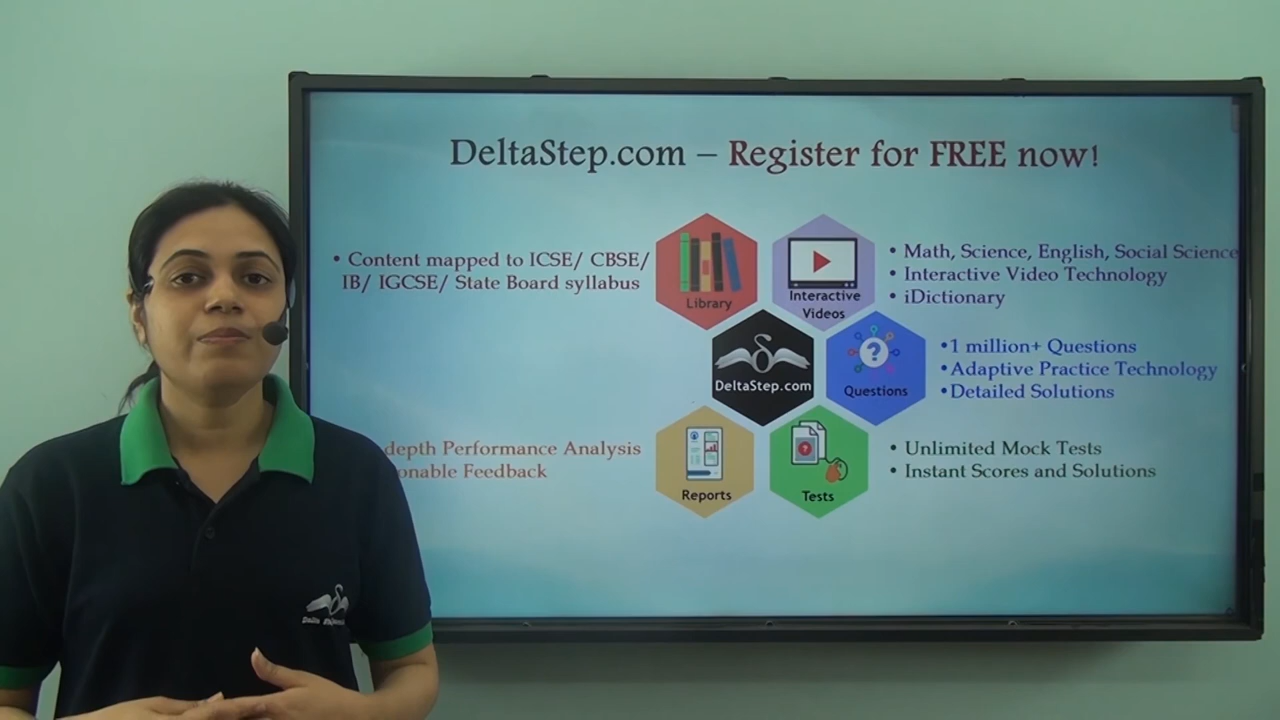 DeltaStep.com – Register for FREE now!
• Content mapped to ICSE/ CBSE/
IB/ IGCSE/ State Board syllabus
Library
Interactive
Videos
• Math, Science, English, Social Science
• Interactive Video Technology
• iDictionary
DeltaStep.com
Questions
• 1 million+ Questions
• Adaptive Practice Technology
• Detailed Solutions
depth Performance Analysis
onable Feedback
Reports
Tests
• Unlimited Mock Tests
• Instant Scores and Solutions
Delta